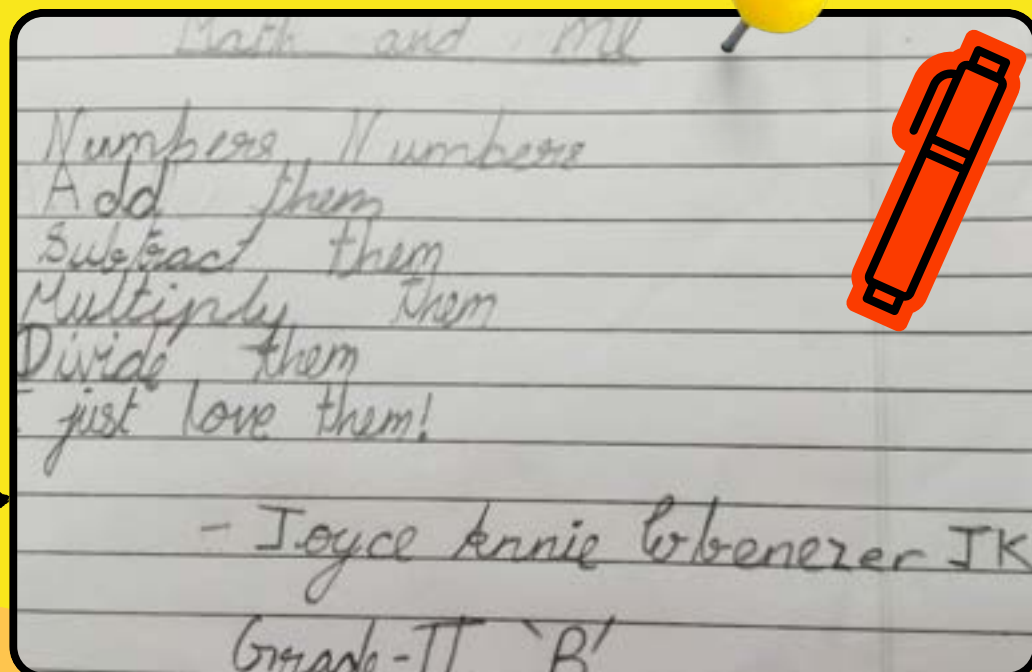 Math and Me
Numbers Numbers
Add them
Subtract them
Multiply them
Divide them
I just love them!
- Joyce Annie Ebenezer JK
Grade-II 'B'